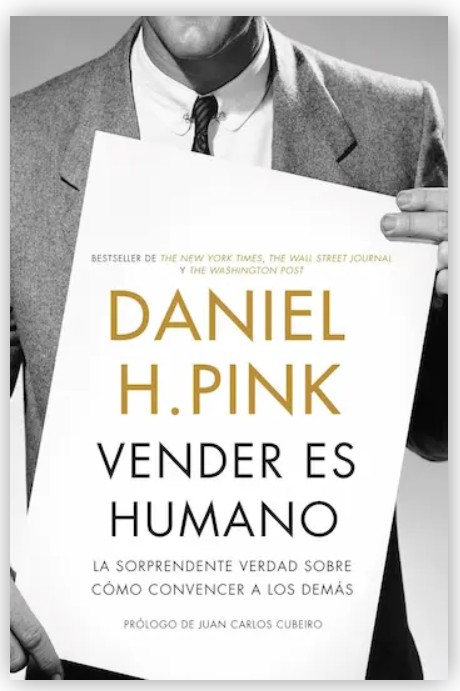 BESTSELLER DE THE NEW YORK TIMES, THE WALL STREET JOURNAL
Y THE WASHINGTON POST
DANIEL
H. PINK
VENDER ES
HUMANO
LA SORPRENDENTE VERDAD SOBRE
CÓMO CONVENCER A LOS DEMÁS
PRÓLOGO DE JUAN CARLOS CUBEIRO